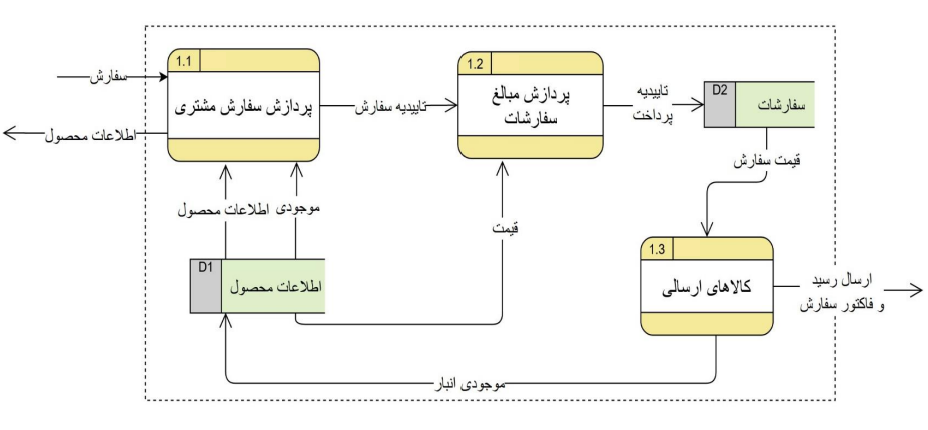 1.1
پردازش سفارش مشتری
سفارش
اطلاعات محصول
تاییدیه سفارش
1.2
پردازش مبالغ
سفارشات
تاییدیه
پرداخت
D2
سفارشات
قیمت سفارش
اطلاعات محصول
موجودی
قیمت
D1
اطلاعات محصول
1.3
کالاهای ارسالی
ارسال رسید
و فاکتور سفارش
موجودی انبار